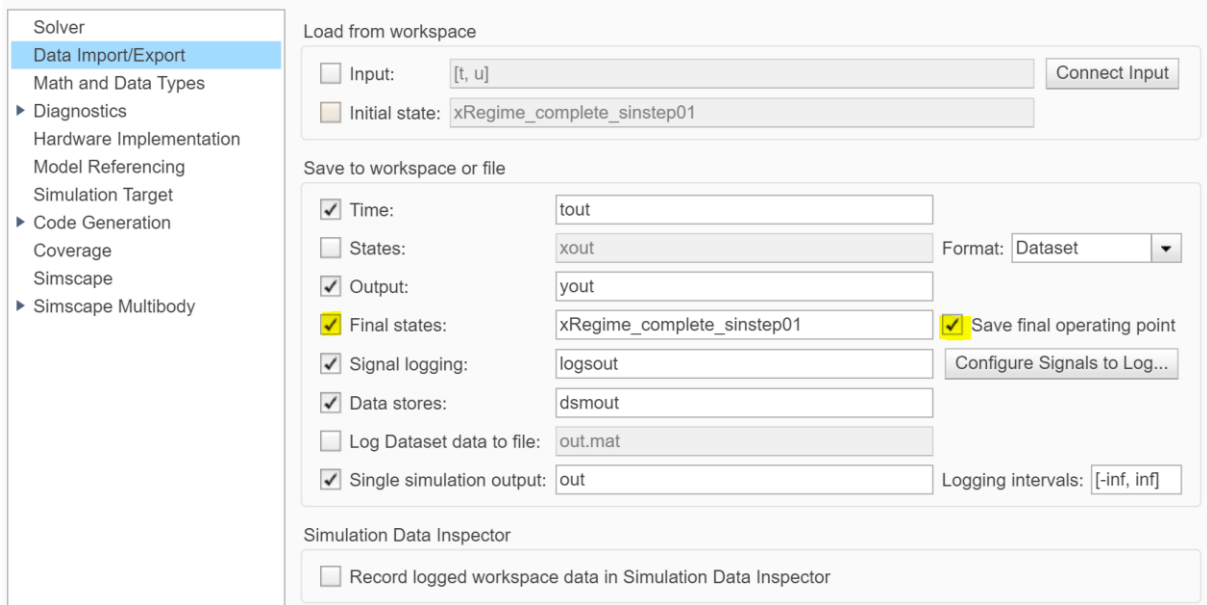 Solver
Data Import/Export
Math and Data Types
Diagnostics
Hardware Implementation
Model Referencing
Simulation Target
Code Generation
Coverage
Simscape
Simscape Multibody
Load from workspace
Input: [t, u] Connect Input
Initial state: xRegime_complete_sinstep01
Save to workspace or file
Time: tout
States: xout Format: Dataset
Output: yout
Final states: xRegime_complete_sinstep01 Save final operating point
Signal logging: logsout Configure Signals to Log...
Data stores: dsmout
Log Dataset data to file: out.mat
Single simulation output: out Logging intervals: [-inf, inf]
Simulation Data Inspector
Record logged workspace data in Simulation Data Inspector